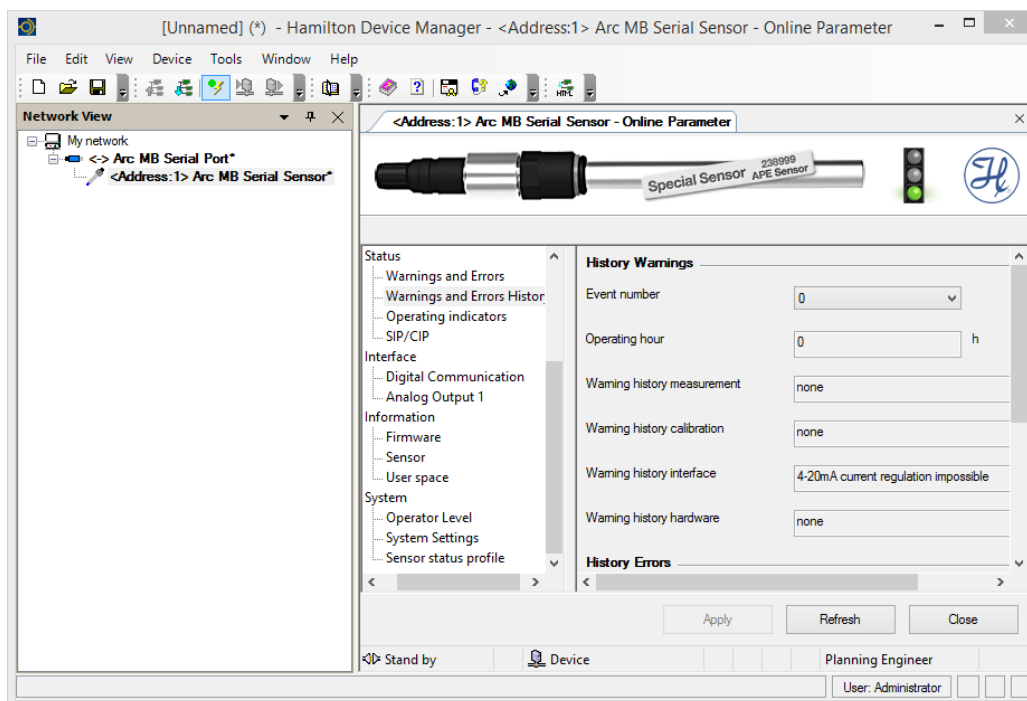 [Unnamed] (*) - Hamilton Device Manager - <Address:1> Arc MB Serial Sensor - Online Parameter
File Edit View Device Tools Window Help
Network View
My network
<-> Arc MB Serial Port*
<Address:1> Arc MB Serial Sensor*
<Address:1> Arc MB Serial Sensor - Online Parameter
Special Sensor 238999
APE Sensor
H
Status
Warnings and Errors
Warnings and Errors Histor
Operating indicators
SIP/CIP
Interface
Digital Communication
Analog Output 1
Information
Firmware
Sensor
User space
System
Operator Level
System Settings
Sensor status profile
History Warnings
Event number 0
Operating hour 0 h
Warning history measurement none
Warning history calibration none
Warning history interface 4-20mA current regulation impossible
Warning history hardware none
History Errors
Apply Refresh Close
Stand by Device Planning Engineer
User: Administrator